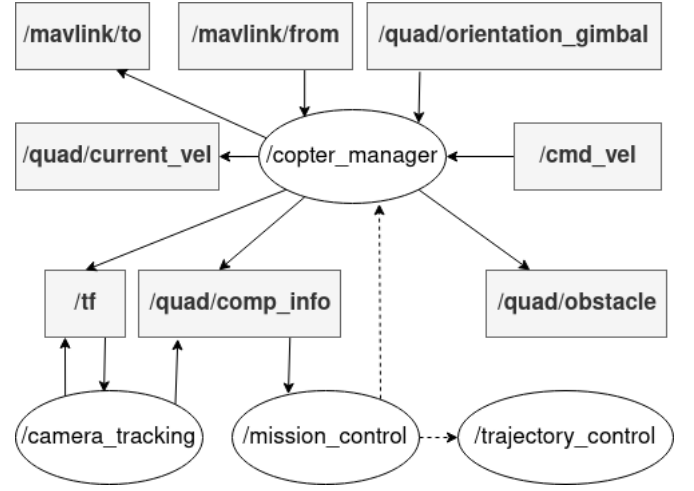 /mavlink/to
/mavlink/from
/quad/orientation_gimbal
/quad/current_vel
/copter_manager
/cmd_vel
/tf
/quad/comp_info
/quad/obstacle
/camera_tracking
/mission_control
/trajectory_control